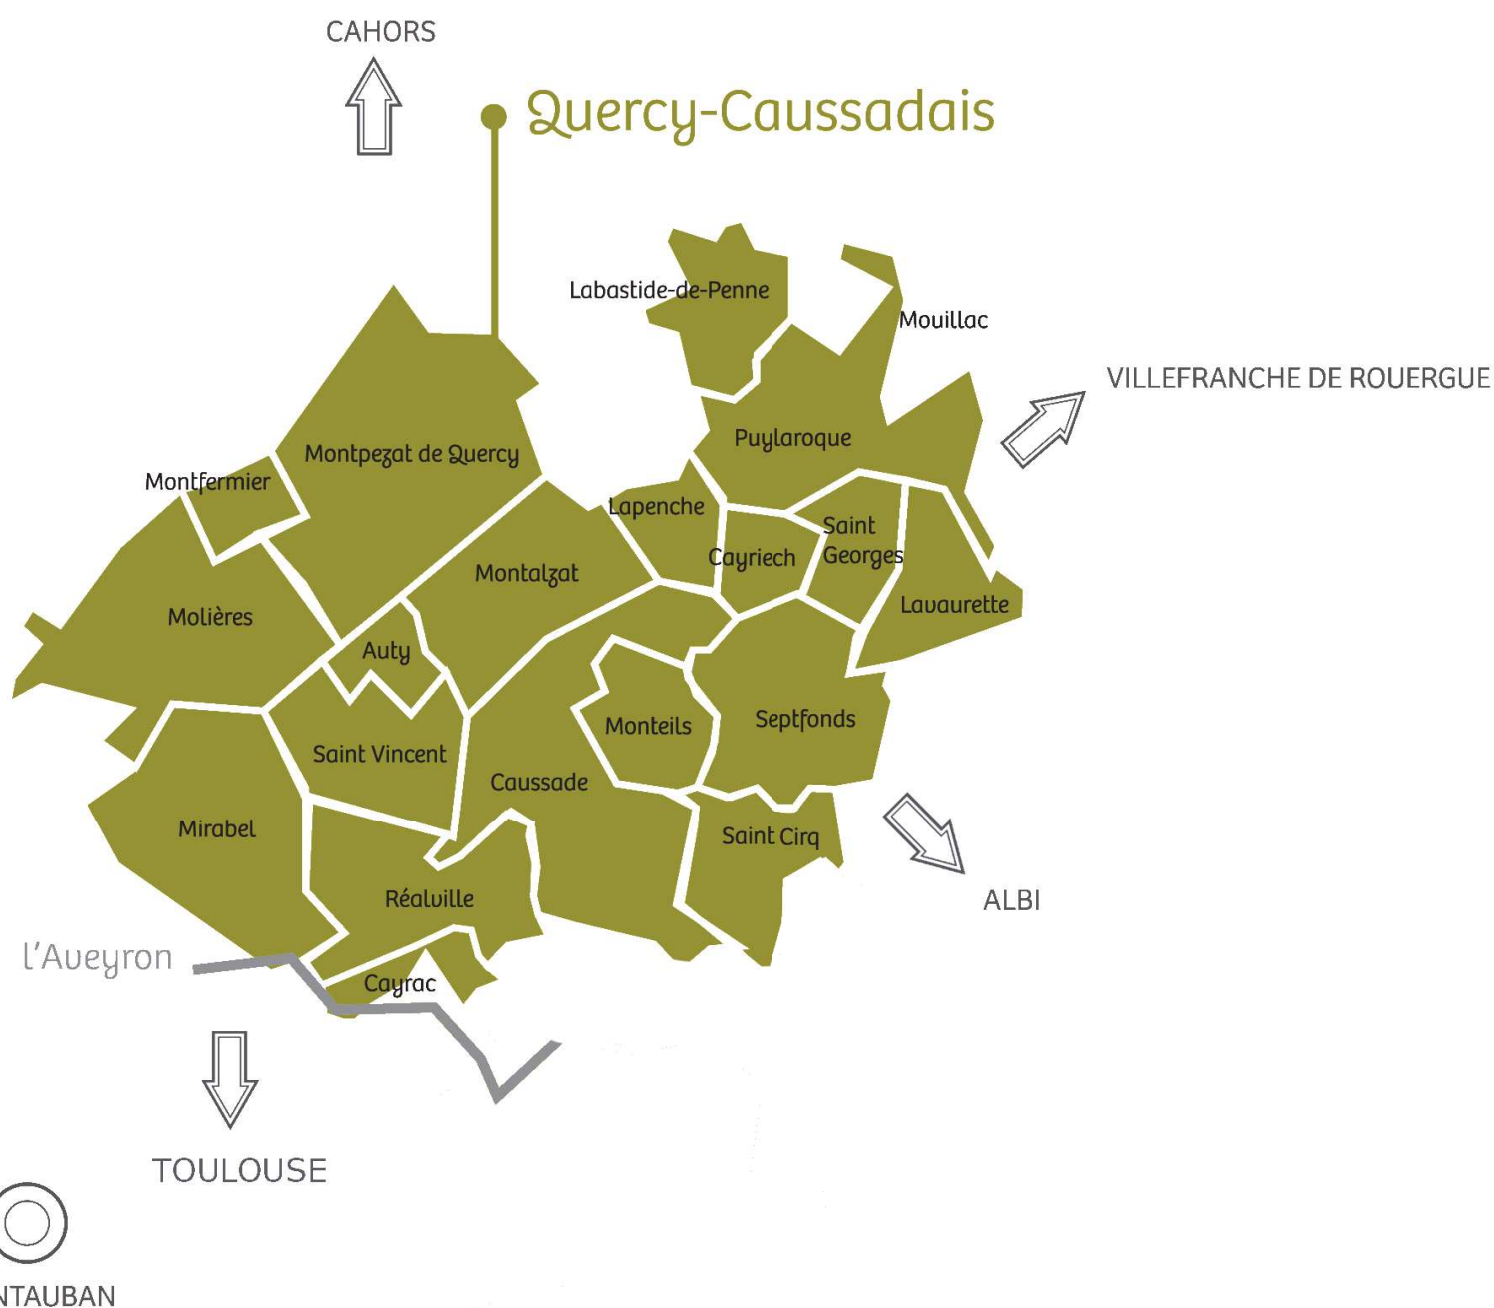 CAHORS
Quercy-Caussadais
Labastide-de-Penne
Mouillac
VILLEFRANCHE DE ROUERGUE
Puylaroque
Montpezat de Quercy
Montfermier
Lapenche
Saint
Georges
Cayriech
Montalzat
Lavaurette
Molières
Auty
Septfonds
Monteils
Saint Vincent
Caussade
Mirabel
Saint Cirq
Réalville
ALBI
l'Aveyron
Cayrac
TOULOUSE
NTAUBAN